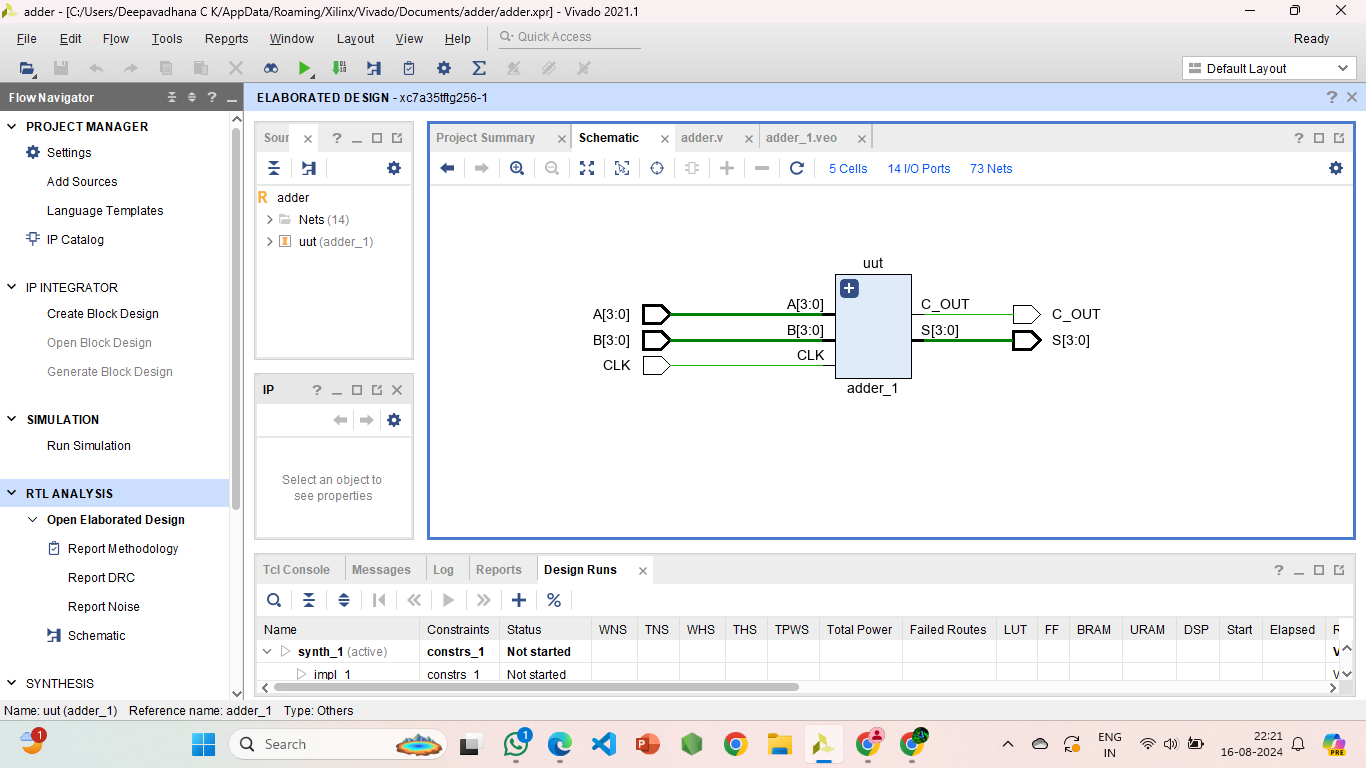 adder - [C:/Users/Deepavadhana C K/AppData/Roaming/Xilinx/Vivado/Documents/adder/adder.xpr] - Vivado 2021.1
File Edit Flow Tools Reports Window Layout View Help Quick Access Ready
Default Layout
Flow Navigator
ELABORATED DESIGN - xc7a35tftg256-1
PROJECT MANAGER
Settings
Add Sources
Language Templates
IP Catalog
IP INTEGRATOR
Create Block Design
Open Block Design
Generate Block Design
SIMULATION
Run Simulation
RTL ANALYSIS
Open Elaborated Design
Report Methodology
Report DRC
Report Noise
Schematic
SYNTHESIS
Sour
adder
Nets (14)
uut (adder_1)
IP
Select an object to
see properties
Project Summary Schematic adder.v adder_1.veo
5 Cells 14 I/O Ports 73 Nets
uut
A[3:0] A[3:0] C_OUT C_OUT
B[3:0] B[3:0] S[3:0] S[3:0]
CLK CLK
adder_1
Tcl Console Messages Log Reports Design Runs
Name Constraints Status WNS TNS WHS THS TPWS Total Power Failed Routes LUT FF BRAM URAM DSP Start Elapsed R
synth_1 (active) constrs_1 Not started V
impl_1 constrs_1 Not started V
Name: uut (adder_1) Reference name: adder_1 Type: Others
1
Search
1
ENG
IN
22:21
16-08-2024
PRE